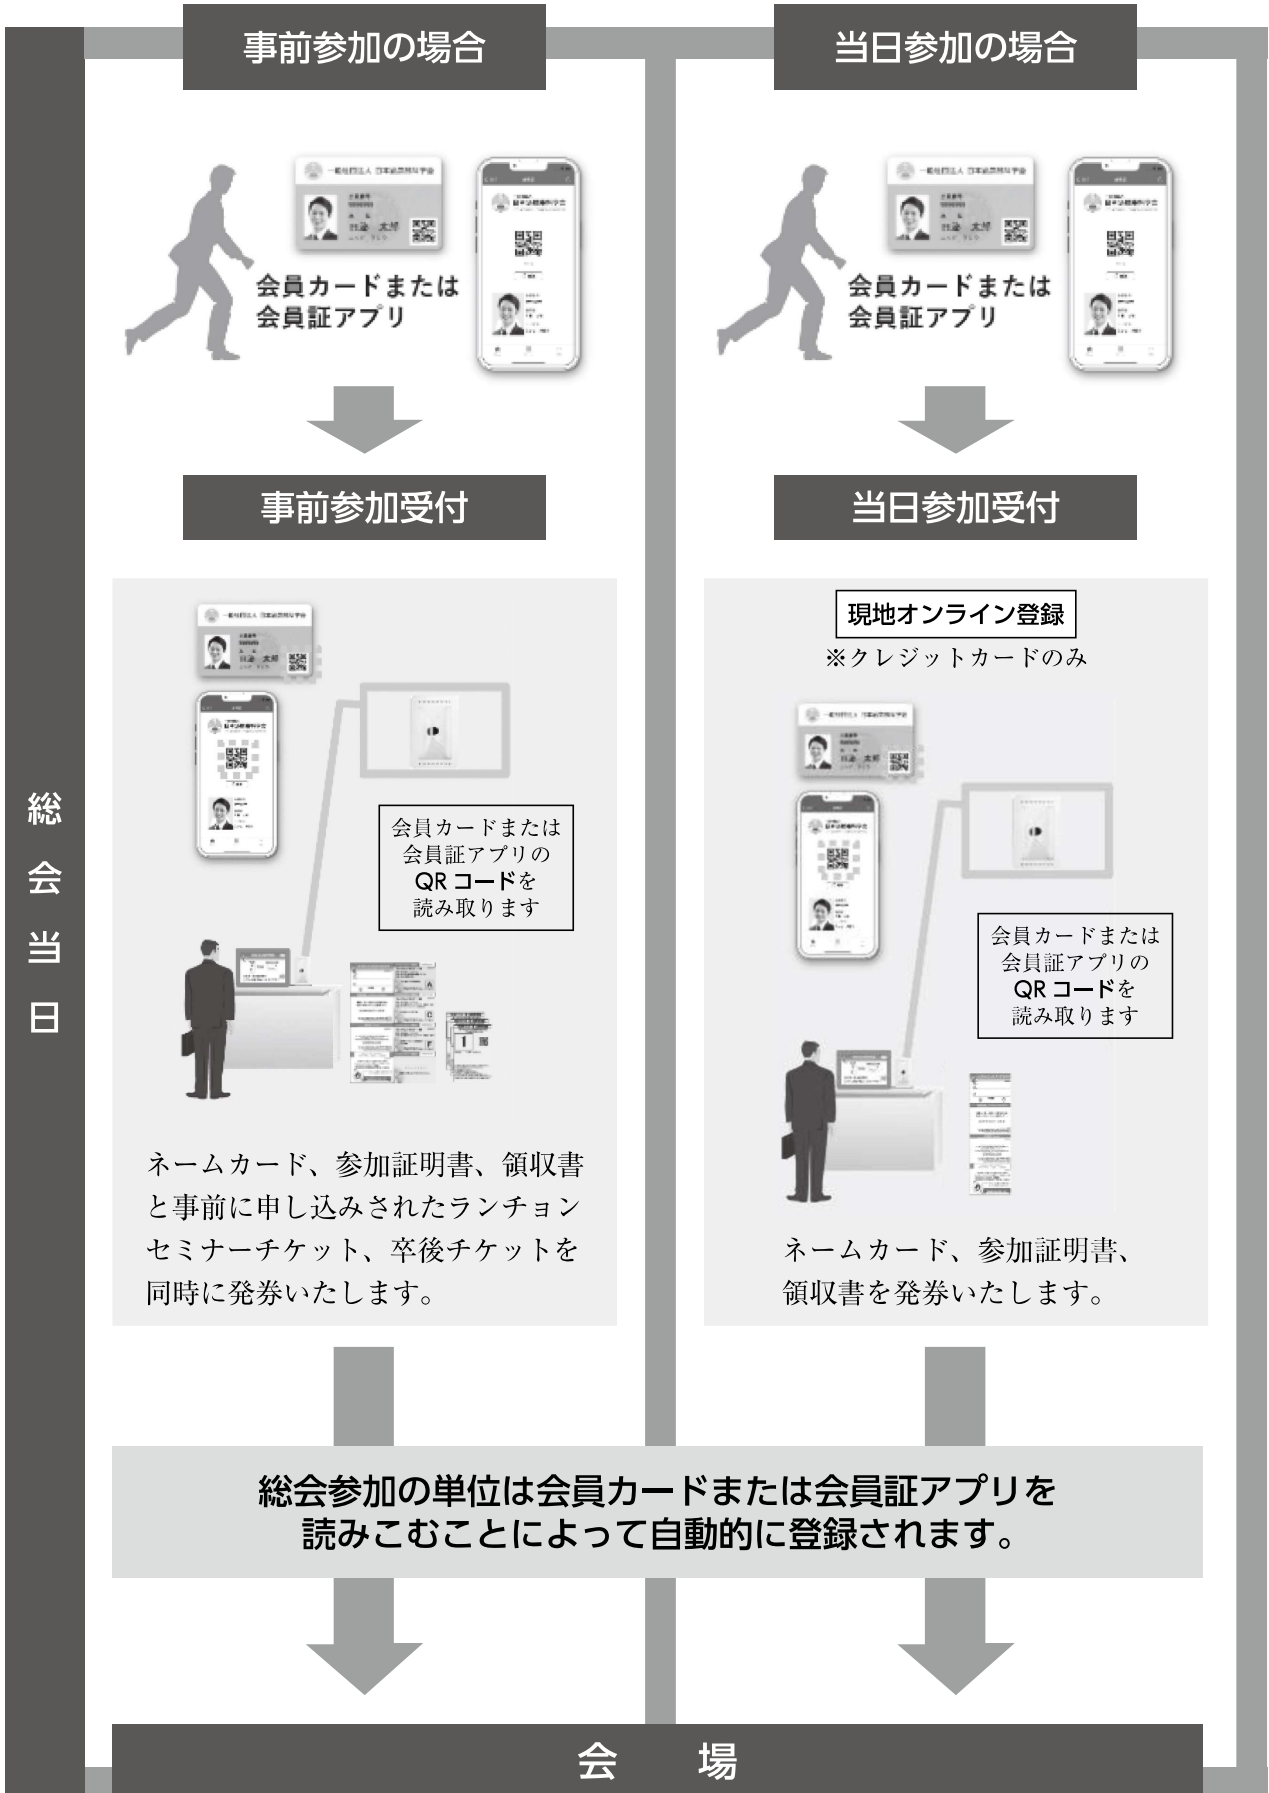 総会当日
事前参加の場合
会員カードまたは
会員証アプリ
事前参加受付
会員カードまたは
会員証アプリの
QRコードを
読み取ります
ネームカード、参加証明書、領収書
と事前に申し込みされたランチョン
セミナーチケット、卒後チケットを
同時に発券いたします。
当日参加の場合
会員カードまたは
会員証アプリ
当日参加受付
現地オンライン登録
※クレジットカードのみ
会員カードまたは
会員証アプリの
QRコードを
読み取ります
ネームカード、参加証明書、
領収書を発券いたします。
総会参加の単位は会員カードまたは会員証アプリを
読みこむことによって自動的に登録されます。
会　場